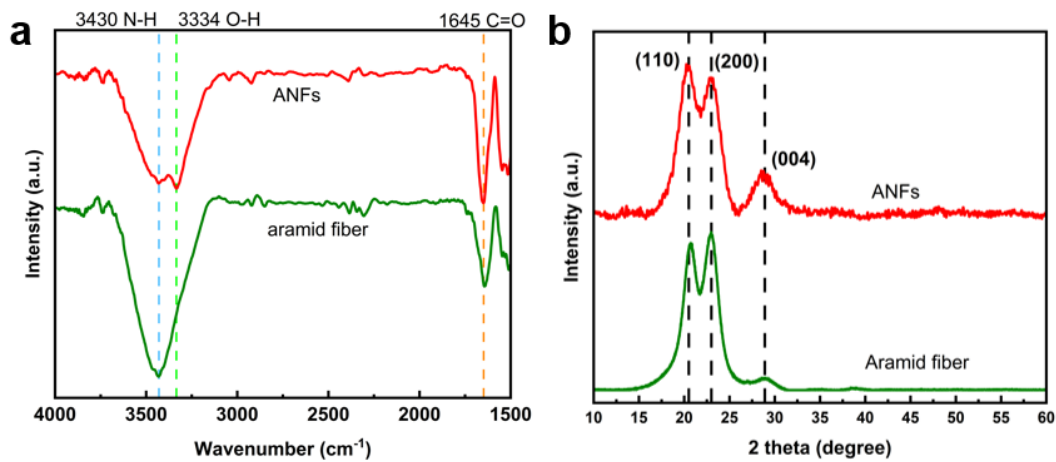 a
3430 N-H
3334 O-H
1645 C=O
ANFs
aramid fiber
Intensity (a.u.)
4000
3500
3000
2500
2000
1500
Wavenumber (cm⁻¹)
b
(110)
(200)
(004)
ANFs
Aramid fiber
Intensity (a.u.)
10
15
20
25
30
35
40
45
50
55
60
2 theta (degree)